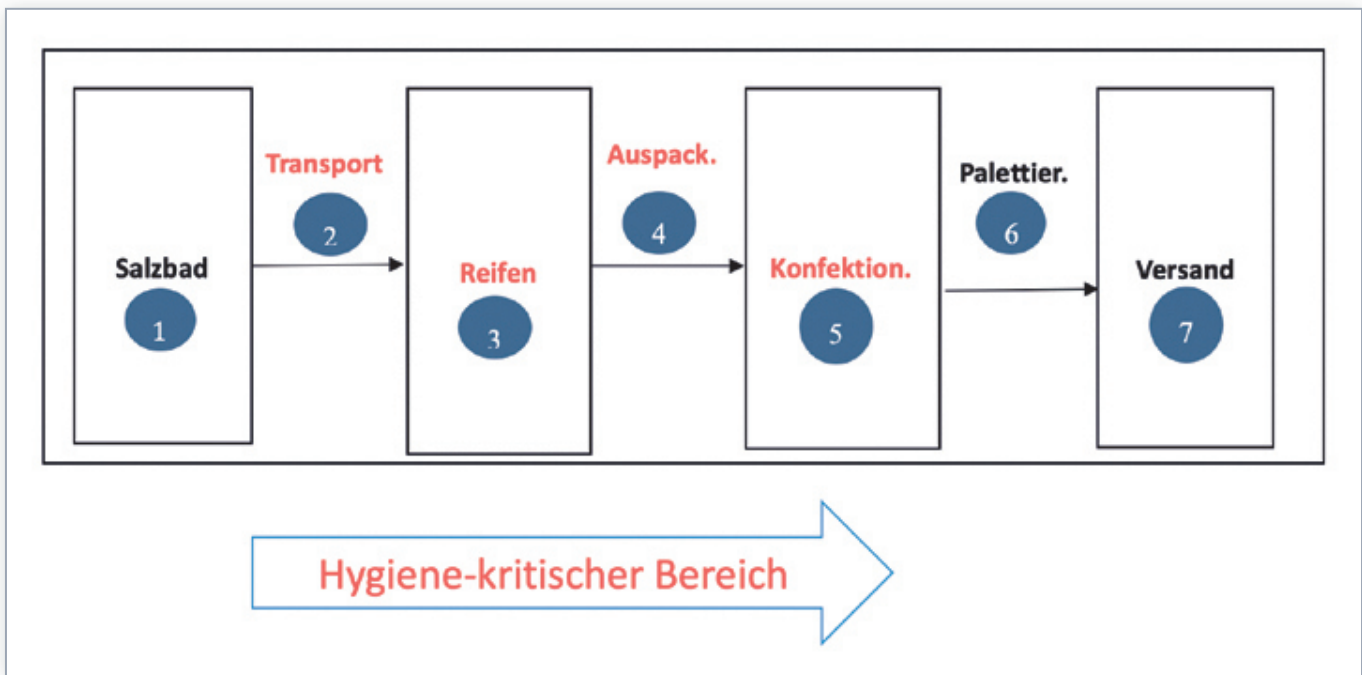 Salzbad
1
Transport
2
Reifen
3
Auspack.
4
Konfektion.
5
Palettier.
6
Versand
7
Hygiene-kritischer Bereich